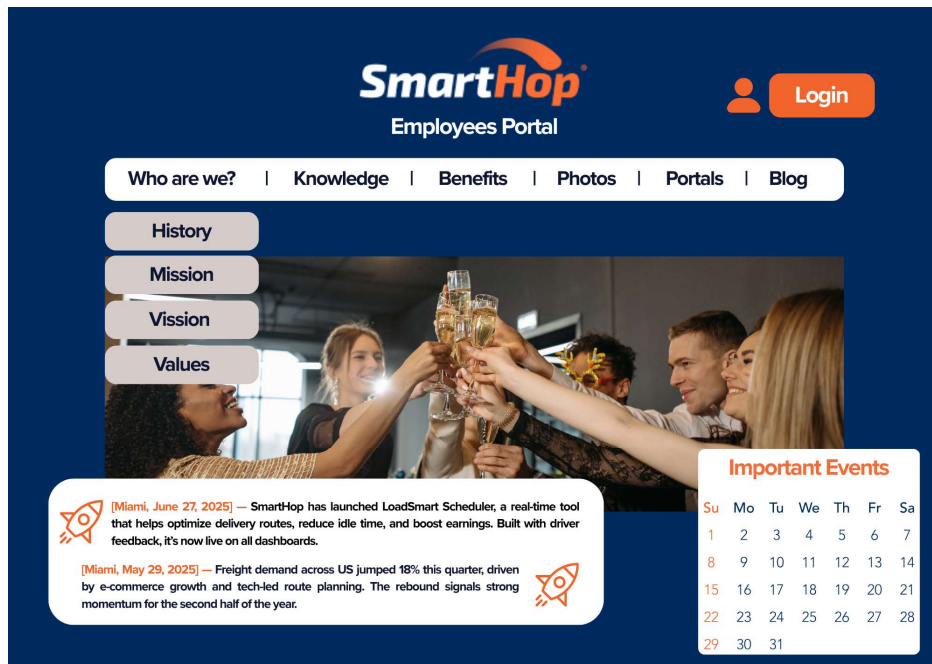 SmartHop
Employees Portal
Login
Who are we? | Knowledge | Benefits | Photos | Portals | Blog
History
Mission
Vission
Values
[Miami, June 27, 2025] — SmartHop has launched LoadSmart Scheduler, a real-time tool
that helps optimize delivery routes, reduce idle time, and boost earnings. Built with driver
feedback, it's now live on all dashboards.
[Miami, May 29, 2025] — Freight demand across US jumped 18% this quarter, driven
by e-commerce growth and tech-led route planning. The rebound signals strong
momentum for the second half of the year.
Important Events
Su Mo Tu We Th Fr Sa
1 2 3 4 5 6 7
8 9 10 11 12 13 14
15 16 17 18 19 20 21
22 23 24 25 26 27 28
29 30 31